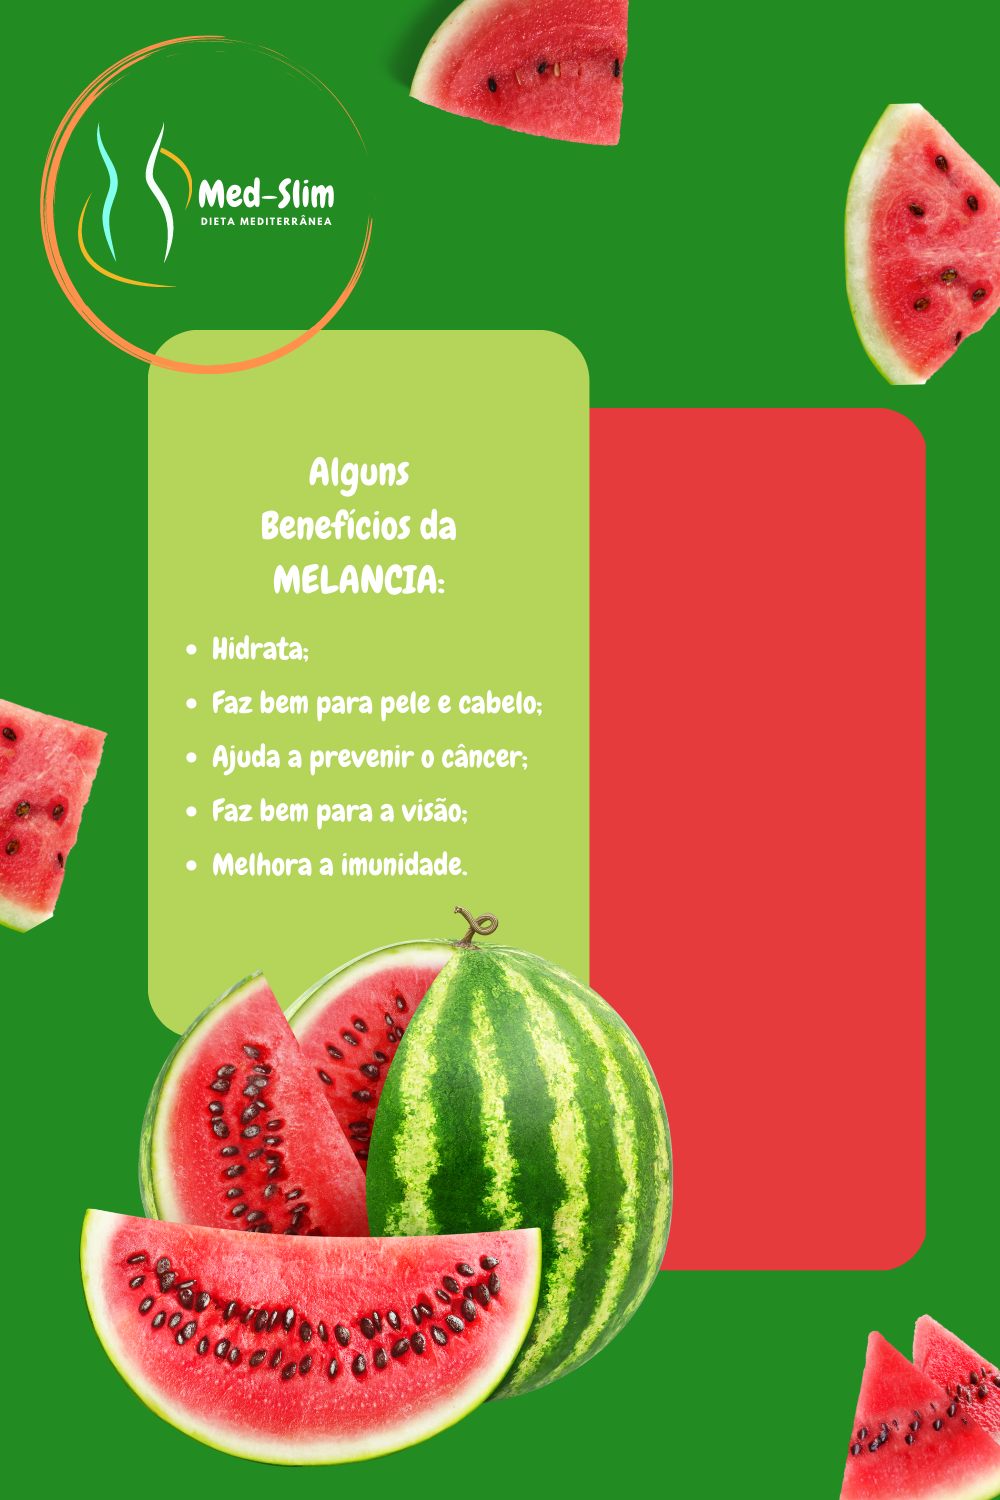 Med-Slim
DIETA MEDITERRÂNEA
Alguns
Benefícios da
MELANCIA:
• Hidrata;
• Faz bem para pele e cabelo;
• Ajuda a prevenir o câncer;
• Faz bem para a visão;
• Melhora a imunidade.